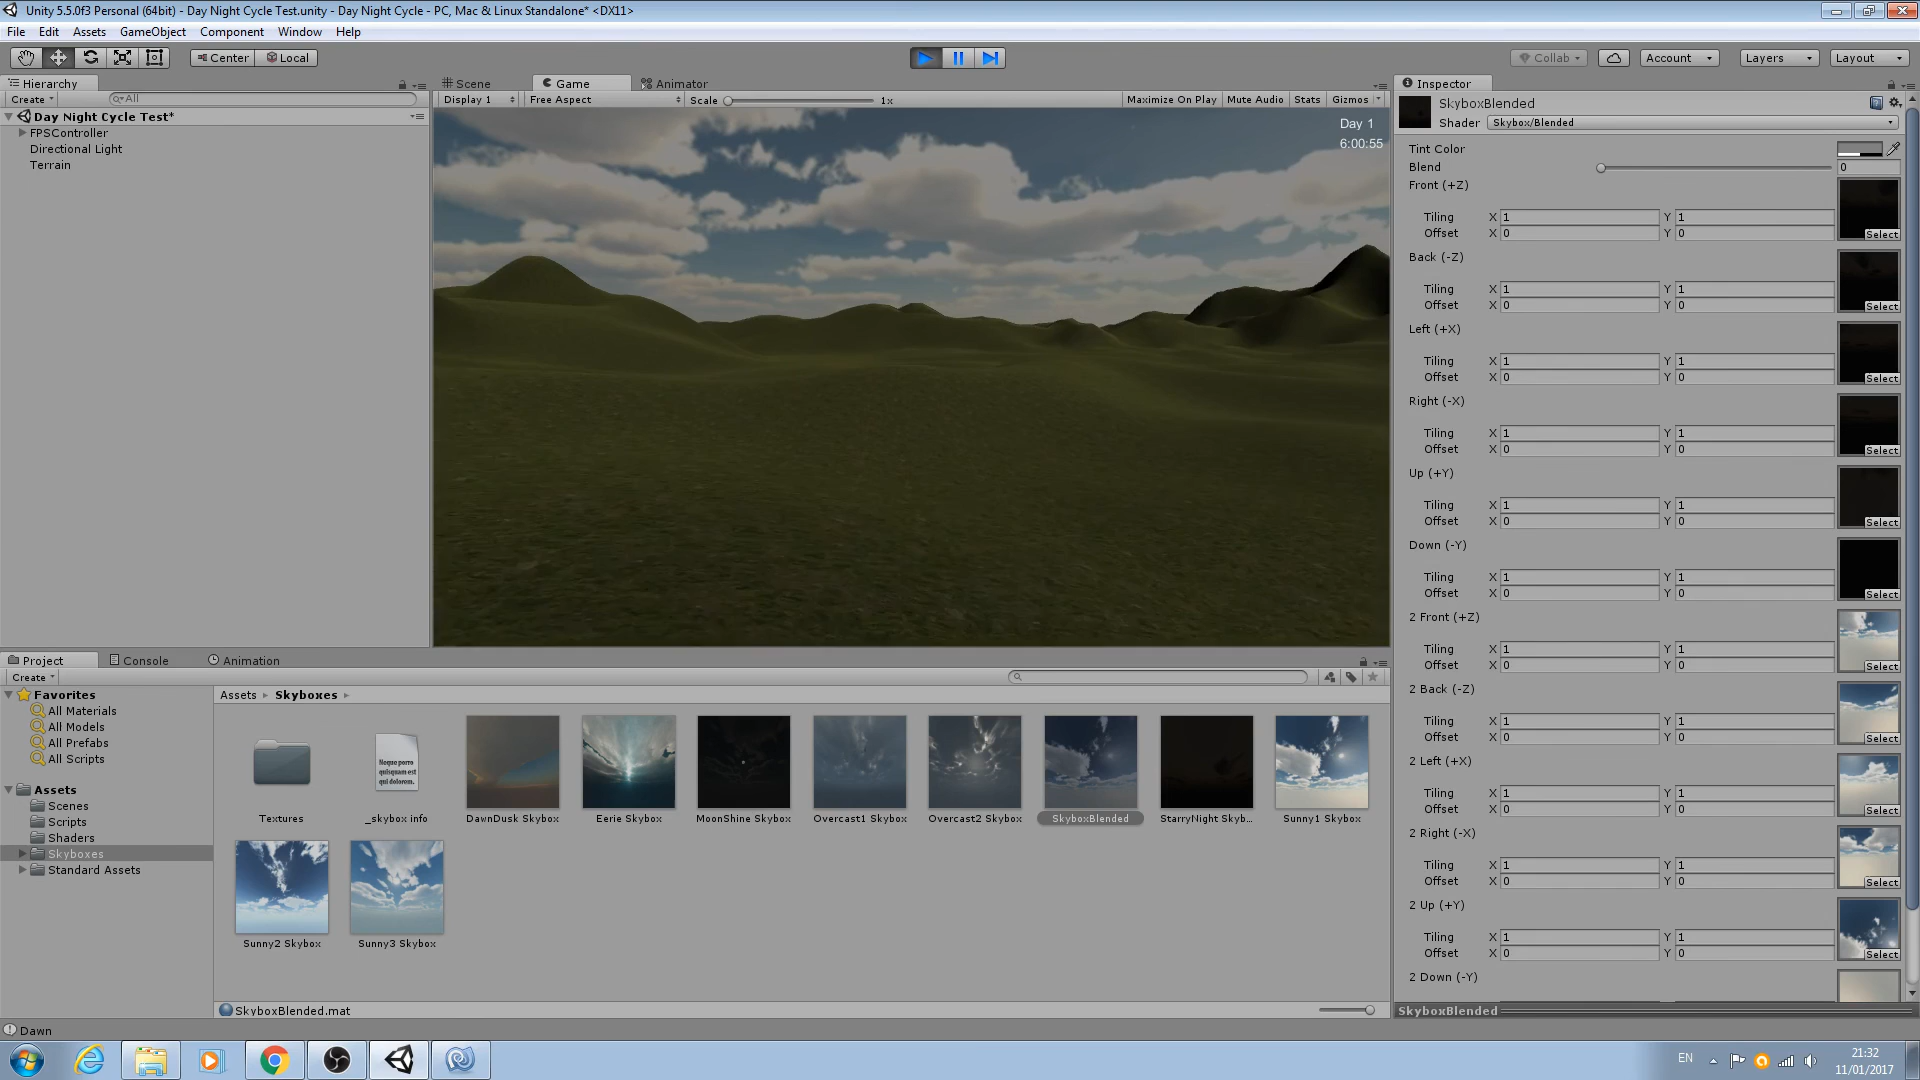 Unity 5.5.0f3 Personal (64bit) - Day Night Cycle Test.unity - Day Night Cycle - PC, Mac & Linux Standalone* <DX11>
File Edit Assets GameObject Component Window Help
Center Local Collab Account Layers Layout
Hierarchy
Create All
Day Night Cycle Test*
FPSController
Directional Light
Terrain
Scene Game Animator
Display 1 Free Aspect Scale 1x Maximize On Play Mute Audio Stats Gizmos
Day 1
6:00:55
Inspector
SkyboxBlended
Shader Skybox/Blended
Tint Color
Blend 0
Front (+Z)
Tiling X 1 Y 1
Offset X 0 Y 0 Select
Back (-Z)
Tiling X 1 Y 1
Offset X 0 Y 0 Select
Left (+X)
Tiling X 1 Y 1
Offset X 0 Y 0 Select
Right (-X)
Tiling X 1 Y 1
Offset X 0 Y 0 Select
Up (+Y)
Tiling X 1 Y 1
Offset X 0 Y 0 Select
Down (-Y)
Tiling X 1 Y 1
Offset X 0 Y 0 Select
2 Front (+Z)
Tiling X 1 Y 1
Offset X 0 Y 0 Select
2 Back (-Z)
Tiling X 1 Y 1
Offset X 0 Y 0 Select
2 Left (+X)
Tiling X 1 Y 1
Offset X 0 Y 0 Select
2 Right (-X)
Tiling X 1 Y 1
Offset X 0 Y 0 Select
2 Up (+Y)
Tiling X 1 Y 1
Offset X 0 Y 0 Select
2 Down (-Y)
SkyboxBlended
Project Console Animation
Create
Favorites
All Materials
All Models
All Prefabs
All Scripts
Assets
Scenes
Scripts
Shaders
Skyboxes
Standard Assets
Assets Skyboxes
Neque porro
quisquam est
qui dolorem.
Textures _skybox info DawnDusk Skybox Eerie Skybox MoonShine Skybox Overcast1 Skybox Overcast2 Skybox SkyboxBlended StarryNight Skyb... Sunny1 Skybox
Sunny2 Skybox Sunny3 Skybox
SkyboxBlended.mat
Dawn
EN 21:32
11/01/2017